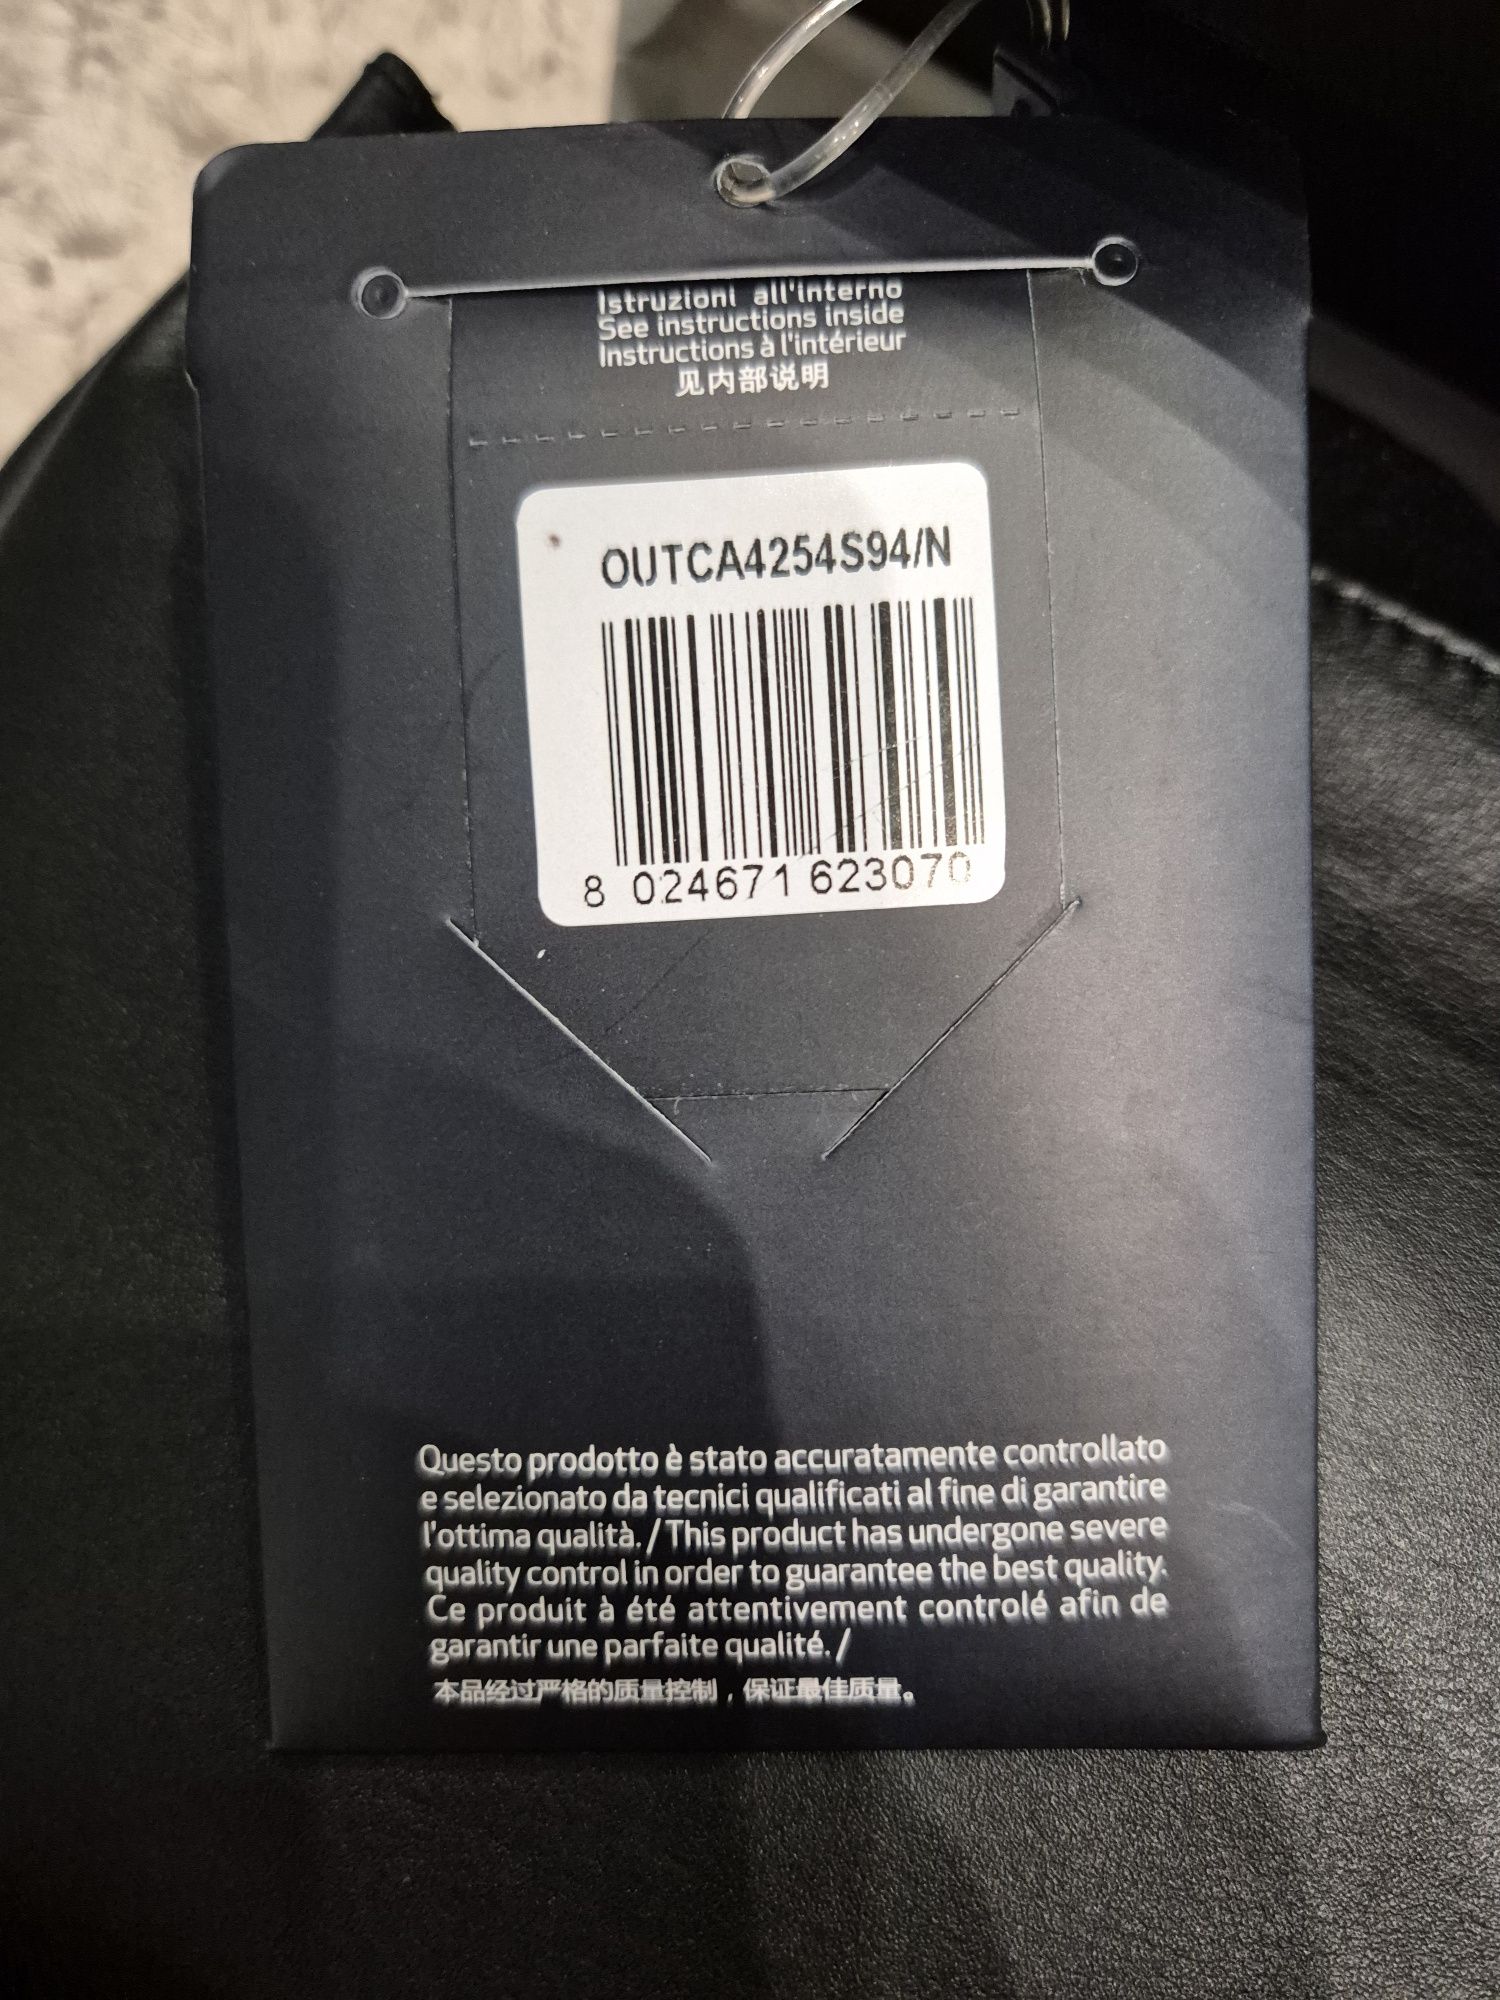 Istruzioni all'interno
See instructions inside
Instructions à l'intérieur
见内部说明
OUTCA4254S94/N
8 024671 623070
Questo prodotto è stato accuratamente controllato
e selezionato da tecnici qualificati al fine di garantire
l'ottima qualità. / This product has undergone severe
quality control in order to guarantee the best quality.
Ce produit à été attentivement controlé afin de
garantir une parfaite qualité. /
本品经过严格的质量控制，保证最佳质量。